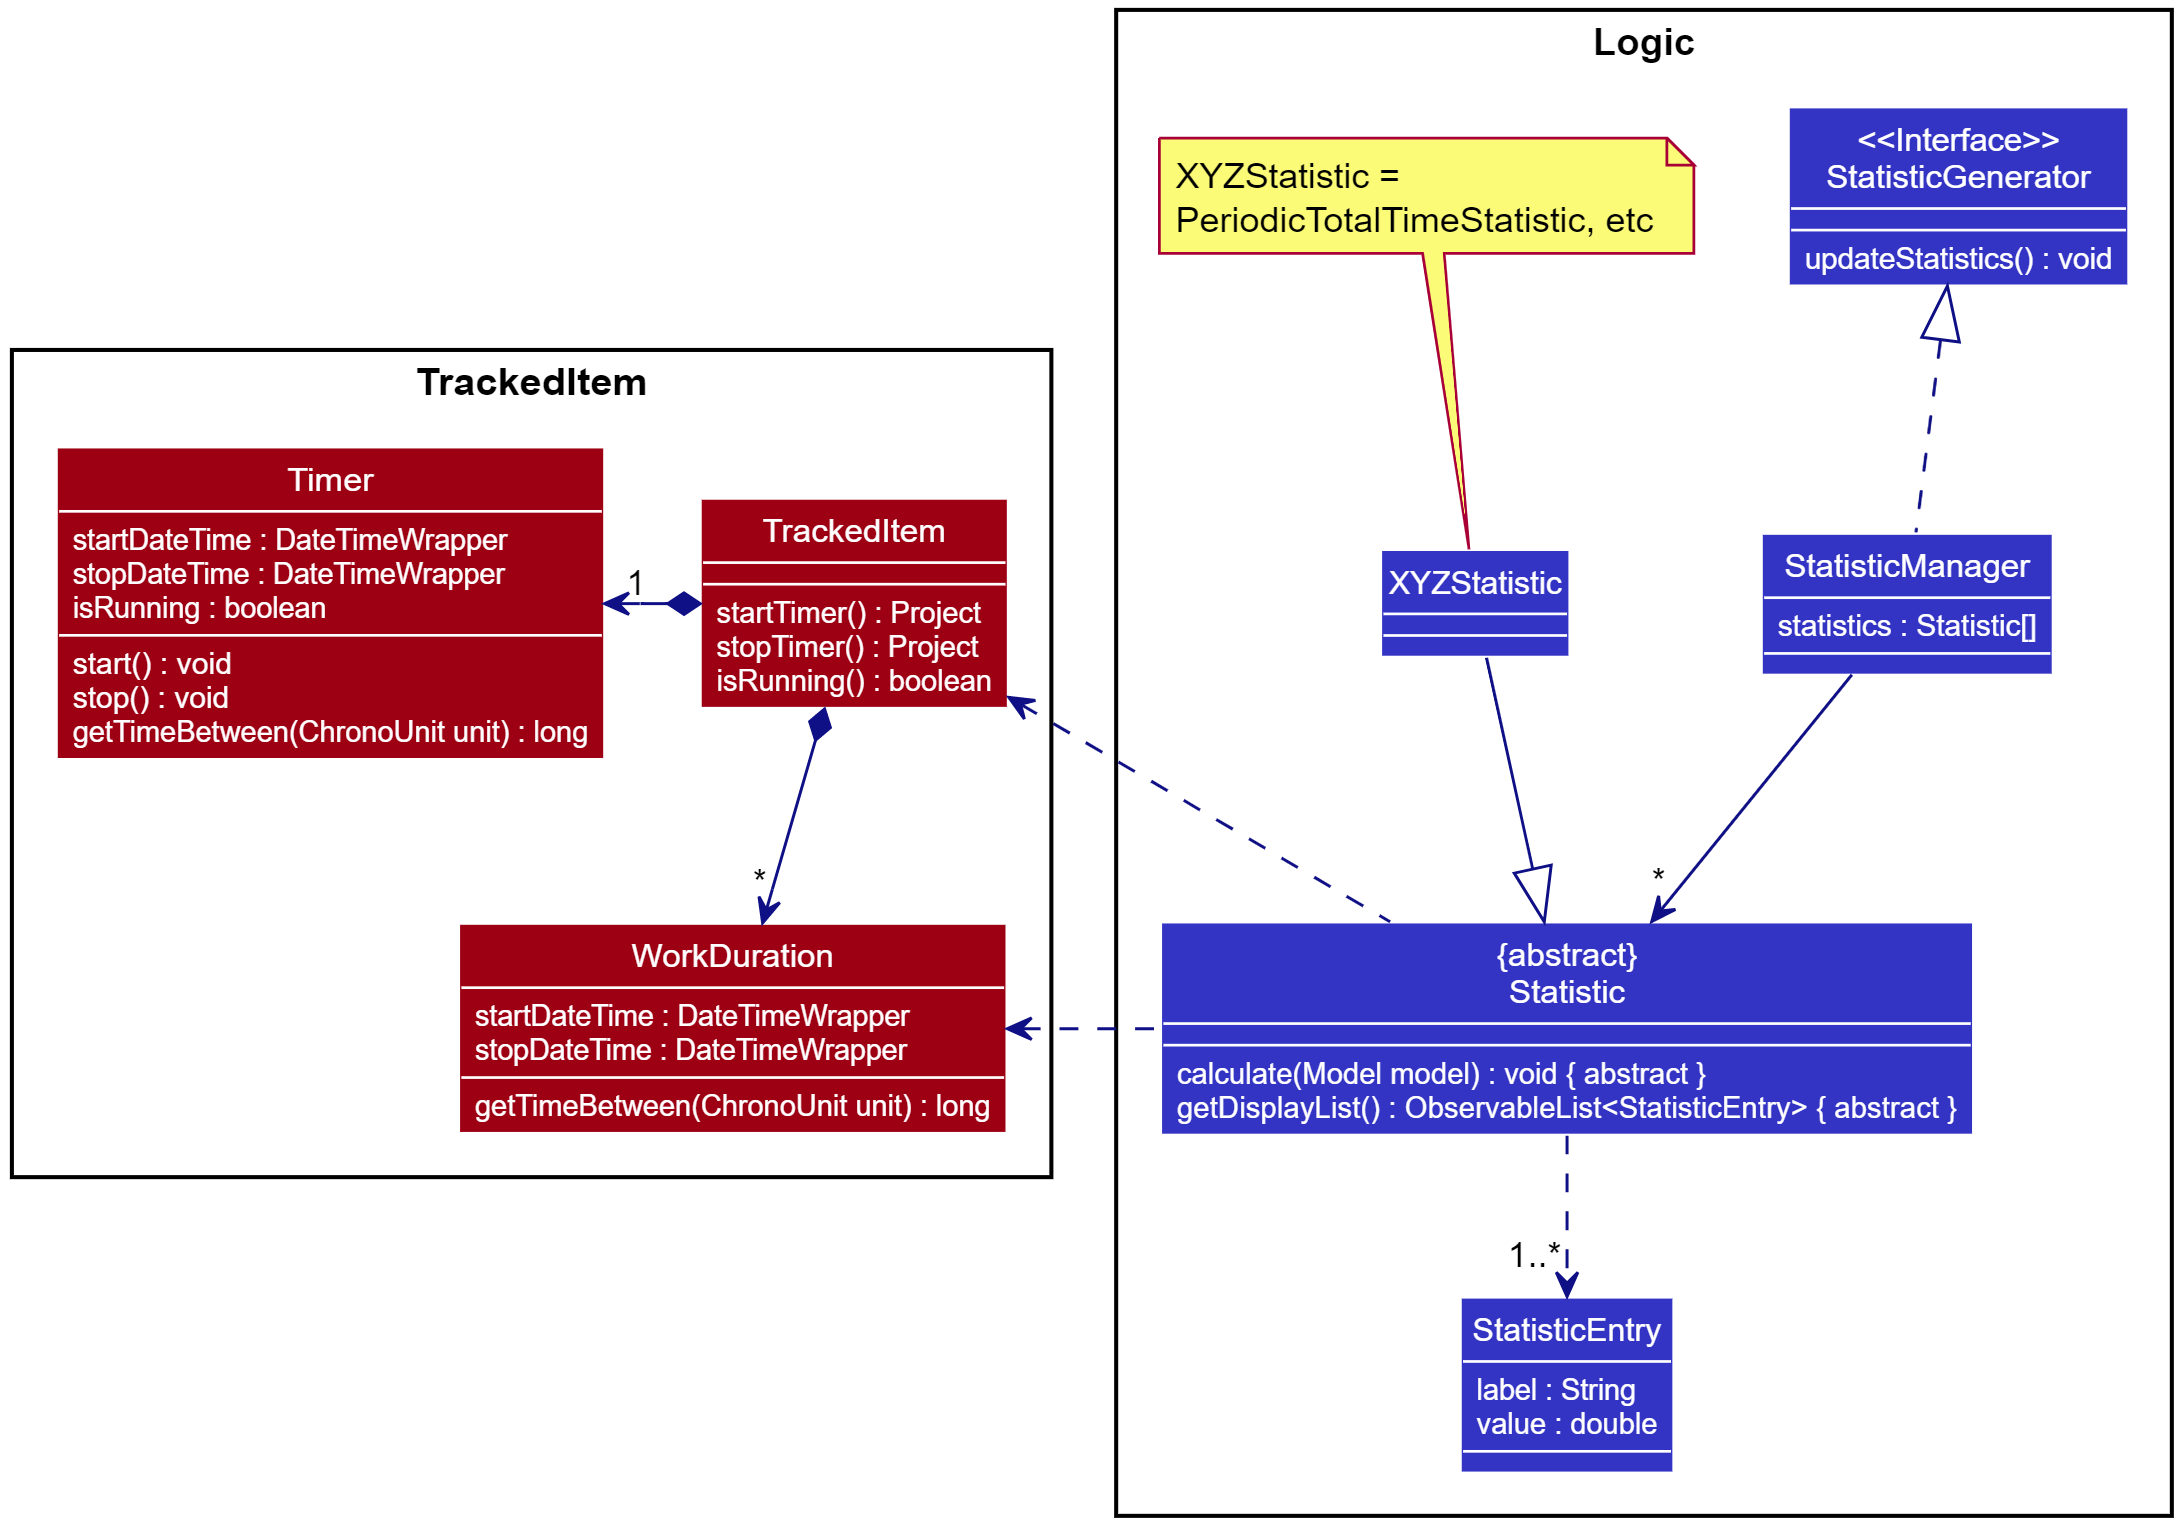 Logic
XYZStatistic =
PeriodicTotalTimeStatistic, etc
<<Interface>>
StatisticGenerator
updateStatistics() : void
TrackedItem
Timer
startDateTime : DateTimeWrapper
stopDateTime : DateTimeWrapper
isRunning : boolean
start() : void
stop() : void
getTimeBetween(ChronoUnit unit) : long
1
TrackedItem
startTimer() : Project
stopTimer() : Project
isRunning() : boolean
XYZStatistic
StatisticManager
statistics : Statistic[]
*
*
WorkDuration
startDateTime : DateTimeWrapper
stopDateTime : DateTimeWrapper
getTimeBetween(ChronoUnit unit) : long
{abstract}
Statistic
calculate(Model model) : void { abstract }
getDisplayList() : ObservableList<StatisticEntry> { abstract }
1..*
StatisticEntry
label : String
value : double